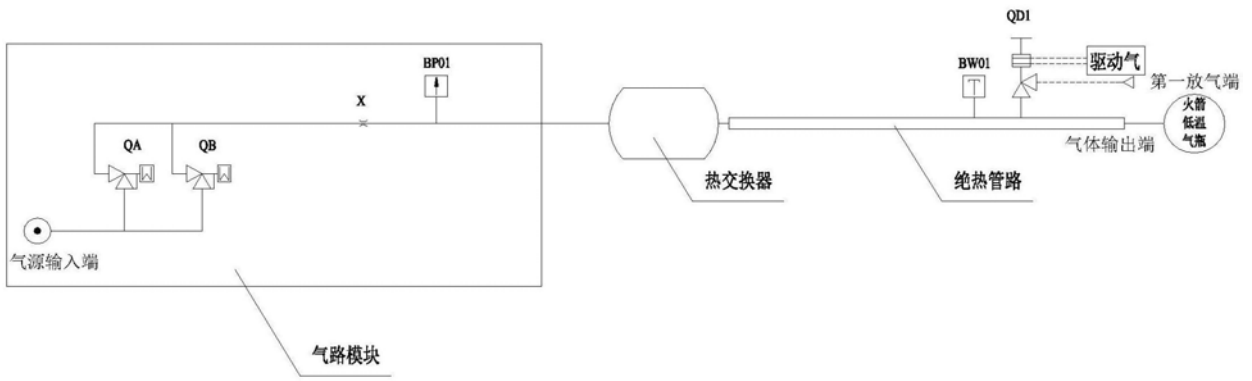 QD1
BP01
BW01
驱动气
第一放气端
X
火箭
低温
气瓶
QA
QB
气体输出端
热交换器
绝热管路
气源输入端
气路模块